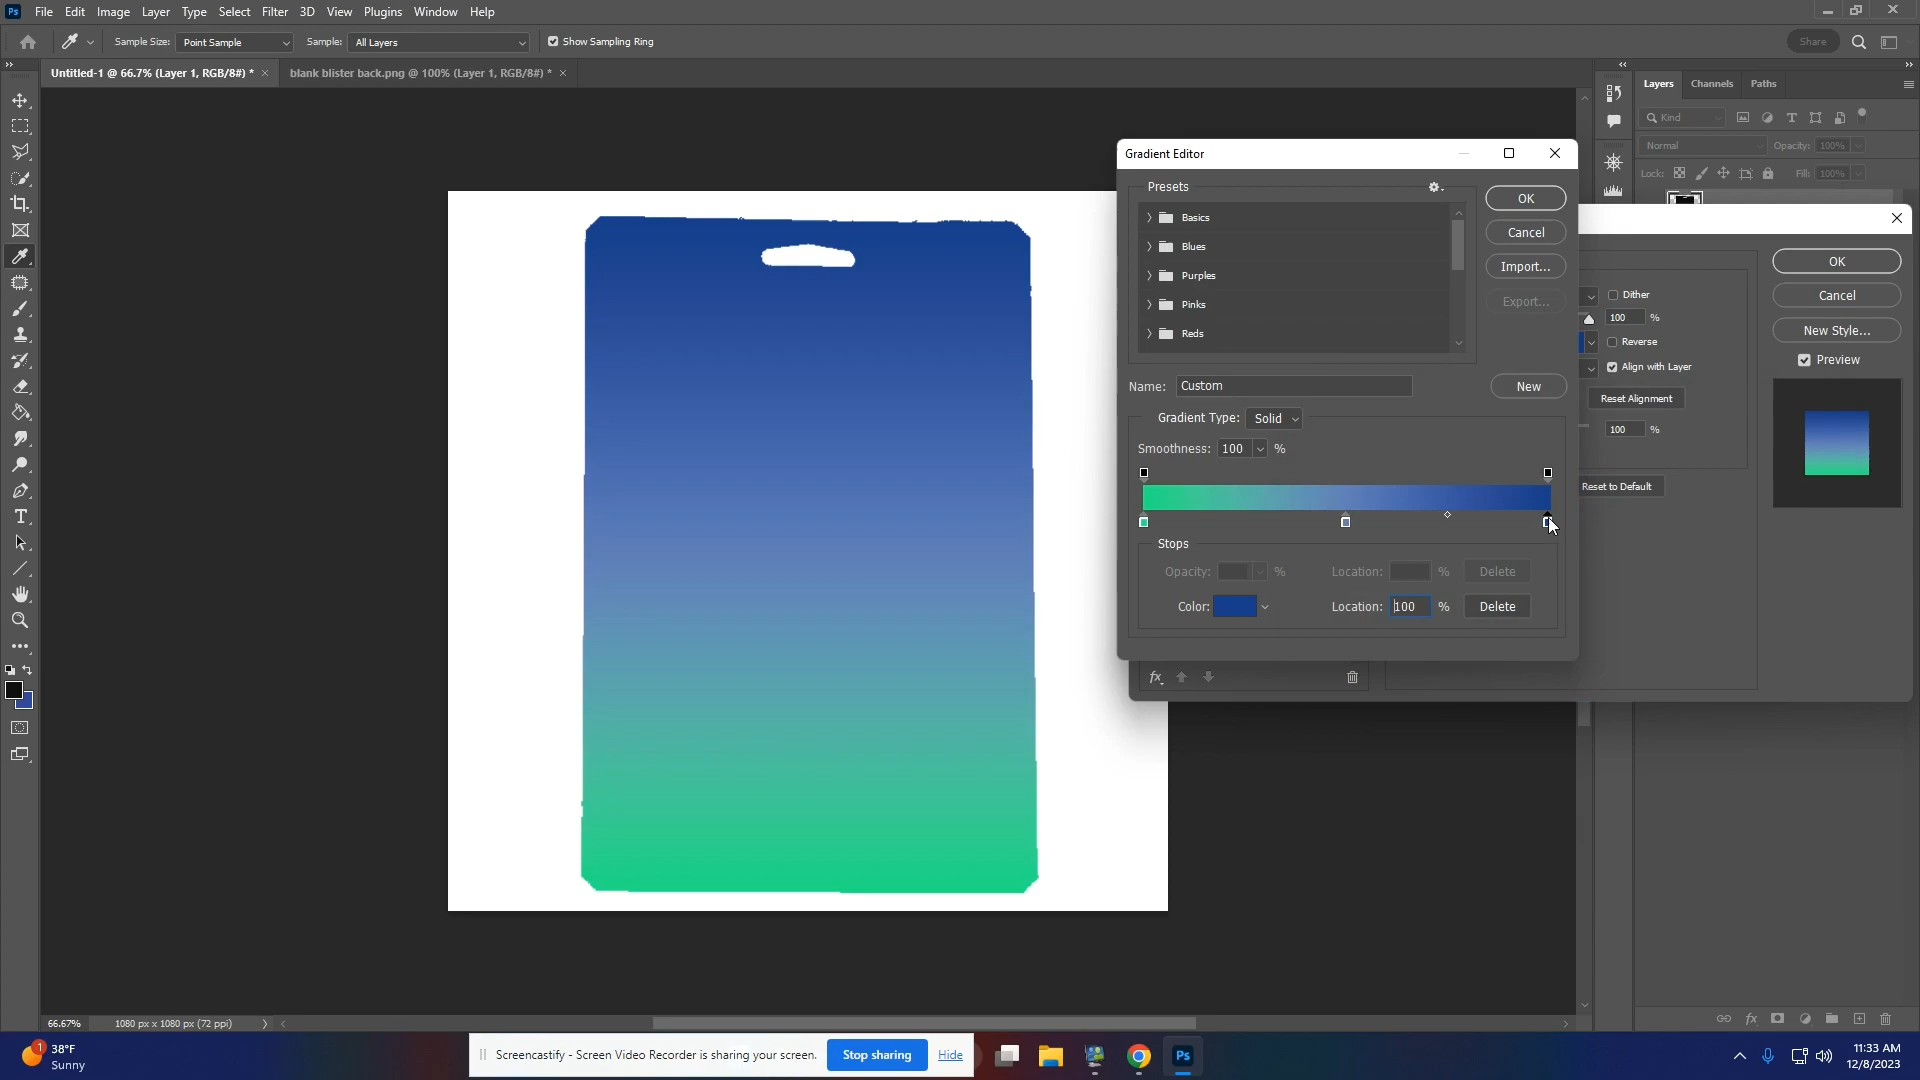 Ps File Edit Image Layer Type Select Filter 3D View Plugins Window Help
Sample Size: Point Sample Sample: All Layers Show Sampling Ring Share
Untitled-1 @ 66.7% (Layer 1, RGB/8#) * × blank blister back.png @ 100% (Layer 1, RGB/8#) * ×
Layers Channels Paths
Kind
Normal Opacity: 100%
Lock: Fill: 100%
Gradient Editor
Presets
Basics
Blues
Purples
Pinks
Reds
OK
Cancel
Import...
Export...
Name: Custom New
Gradient Type: Solid
Smoothness: 100 %
Stops
Opacity: % Location: % Delete
Color: Location: 100 % Delete
fx
Dither
100 %
Reverse
Align with Layer
Reset Alignment
100 %
Reset to Default
OK
Cancel
New Style...
Preview
66.67% 1080 px x 1080 px (72 ppi)
fx
1
38°F
Sunny
Screencastify - Screen Video Recorder is sharing your screen. Stop sharing Hide
Ps
11:33 AM
12/8/2023